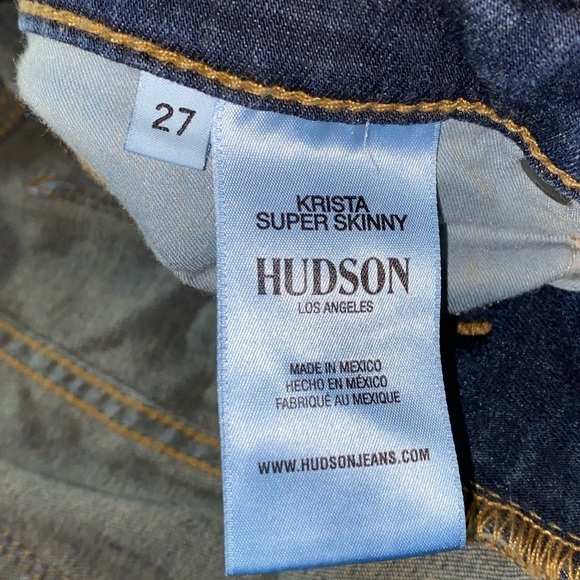 27
KRISTA
SUPER SKINNY
HUDSON
LOS ANGELES
MADE IN MEXICO
HECHO EN MÉXICO
FABRIQUÉ AU MEXIQUE
WWW.HUDSONJEANS.COM